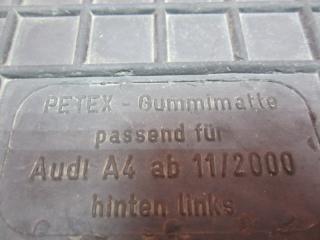 PETEX - Gummimatte
passend für
Audi A4 ab 11/2000
hinten links